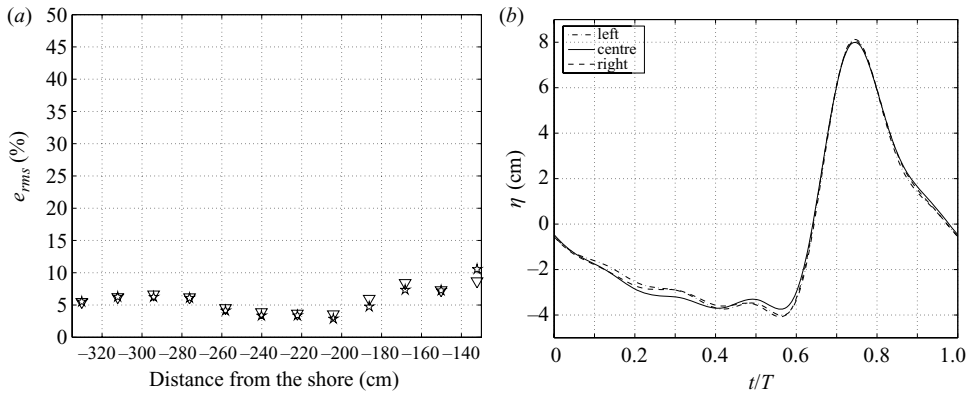 (a)
50
45
40
35
30
25
20
15
10
5
0
e_rms (%)
−320 −300 −280 −260 −240 −220 −200 −180 −160 −140
Distance from the shore (cm)
(b)
left
centre
right
8
6
4
2
0
−2
−4
η (cm)
0 0.2 0.4 0.6 0.8 1.0
t/T